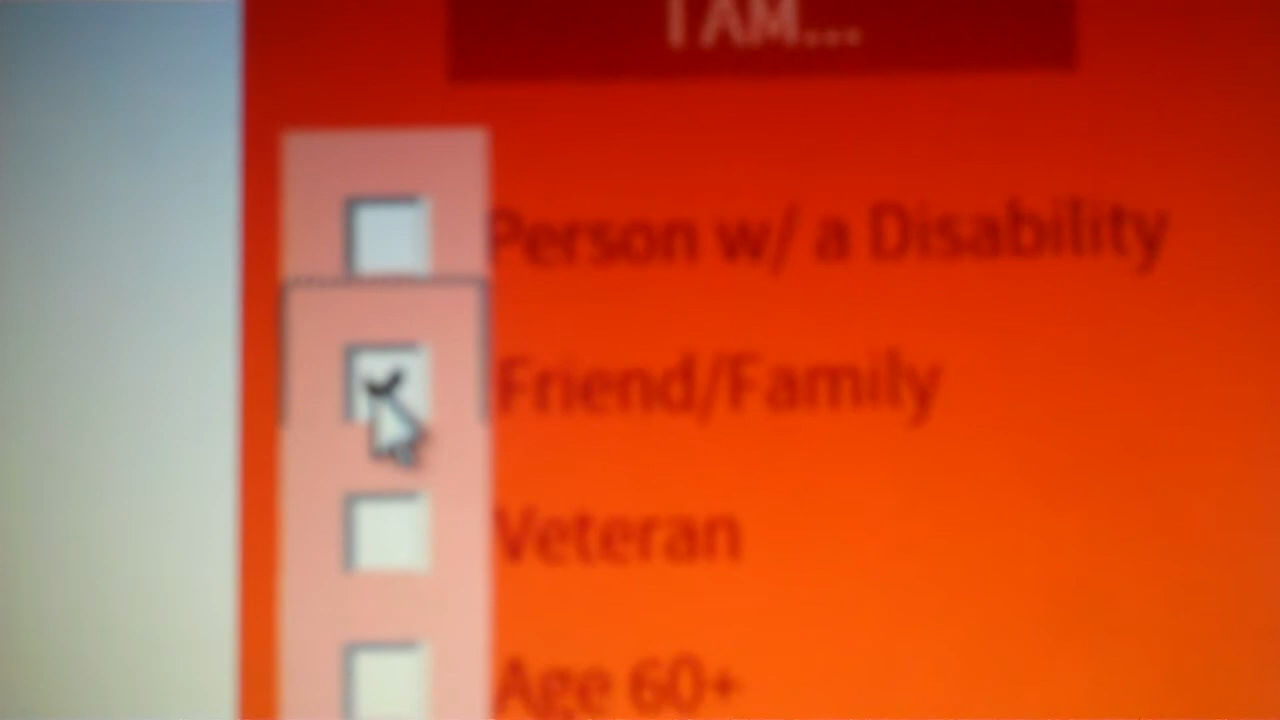 I AM...
Person w/ a Disability
Friend/Family
Veteran
Age 60+